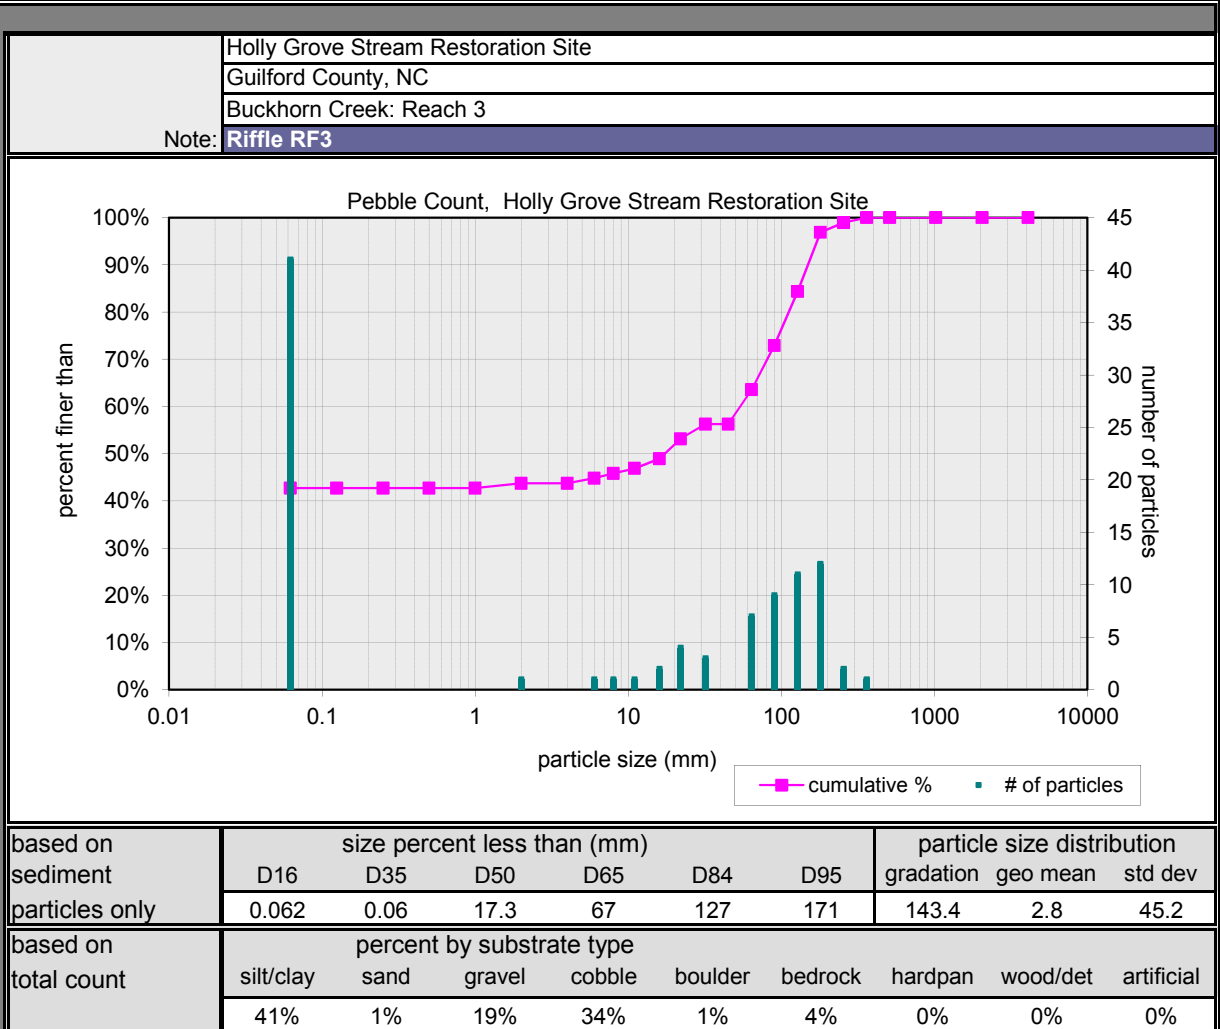 Holly Grove Stream Restoration Site
Guilford County, NC
Buckhorn Creek: Reach 3
Note: Riffle RF3
Pebble Count,  Holly Grove Stream Restoration Site
100%
90%
80%
70%
60%
50%
40%
30%
20%
10%
0%
percent finer than
45
40
35
30
25
20
15
10
5
0
number of particles
0.01 0.1 1 10 100 1000 10000
particle size (mm)
cumulative % # of particles
based on size percent less than (mm) particle size distribution
sediment D16 D35 D50 D65 D84 D95 gradation geo mean std dev
particles only 0.062 0.06 17.3 67 127 171 143.4 2.8 45.2
based on percent by substrate type
total count silt/clay sand gravel cobble boulder bedrock hardpan wood/det artificial
41% 1% 19% 34% 1% 4% 0% 0% 0%